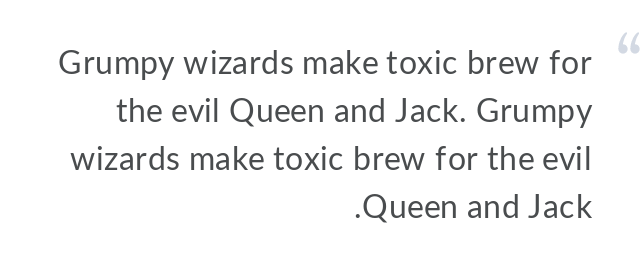 “
Grumpy wizards make toxic brew for
the evil Queen and Jack. Grumpy
wizards make toxic brew for the evil
.Queen and Jack